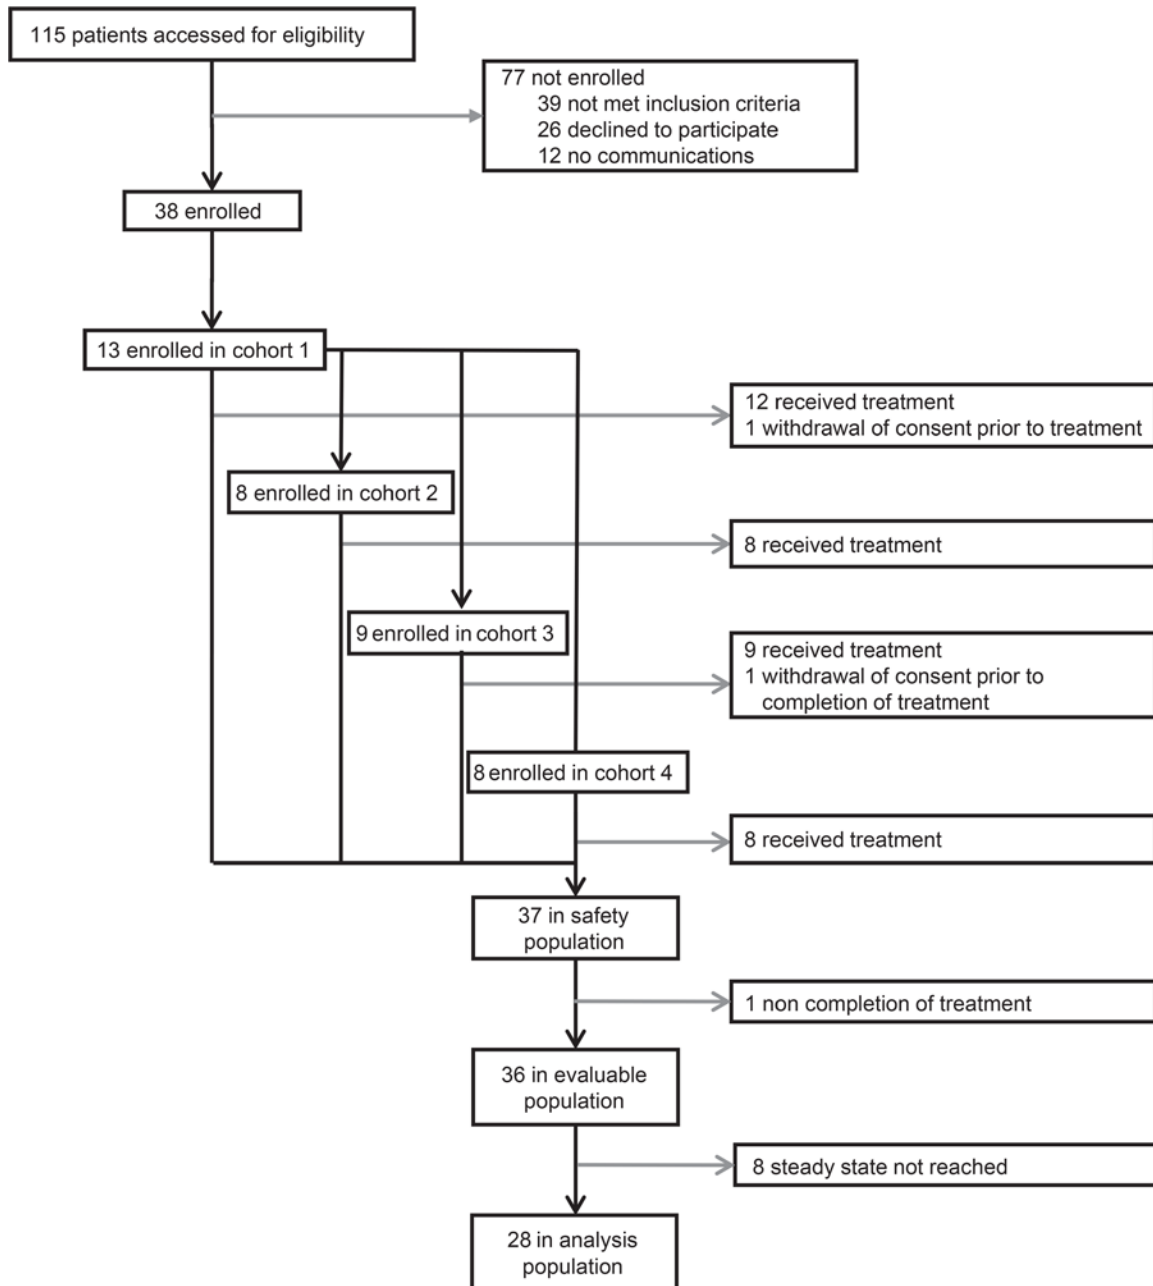 115 patients accessed for eligibility
77 not enrolled
39 not met inclusion criteria
26 declined to participate
12 no communications
38 enrolled
13 enrolled in cohort 1
12 received treatment
1 withdrawal of consent prior to treatment
8 enrolled in cohort 2
8 received treatment
9 enrolled in cohort 3
9 received treatment
1 withdrawal of consent prior to
completion of treatment
8 enrolled in cohort 4
8 received treatment
37 in safety
population
1 non completion of treatment
36 in evaluable
population
8 steady state not reached
28 in analysis
population